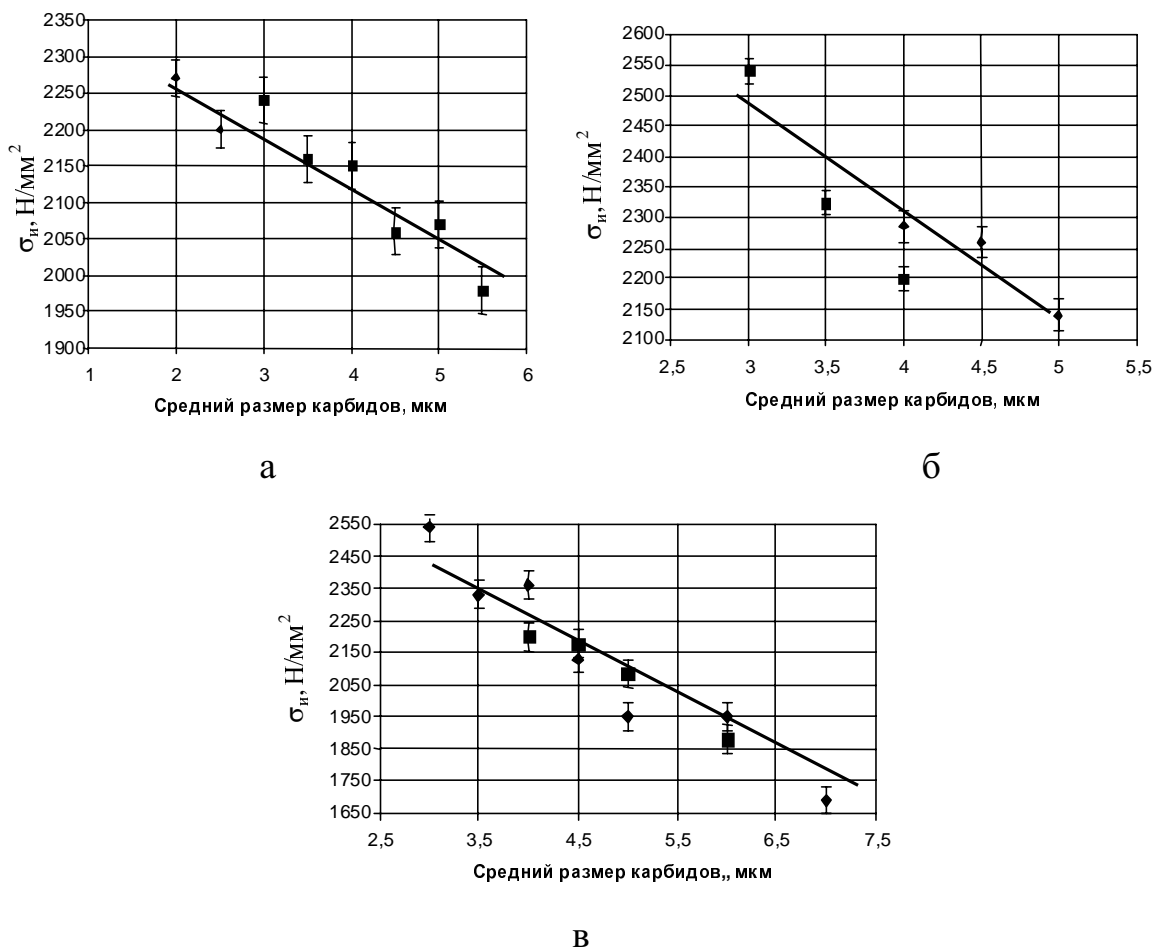 2350
2300
2250
2200
2150
2100
2050
2000
1950
1900
σи, Н/мм²
1 2 3 4 5 6
Средний размер карбидов, мкм
а
2600
2550
2500
2450
2400
2350
2300
2250
2200
2150
2100
σи, Н/мм²
2,5 3 3,5 4 4,5 5 5,5
Средний размер карбидов, мкм
б
2550
2450
2350
2250
2150
2050
1950
1850
1750
1650
σи, Н/мм²
2,5 3,5 4,5 5,5 6,5 7,5
Средний размер карбидов,, мкм
в